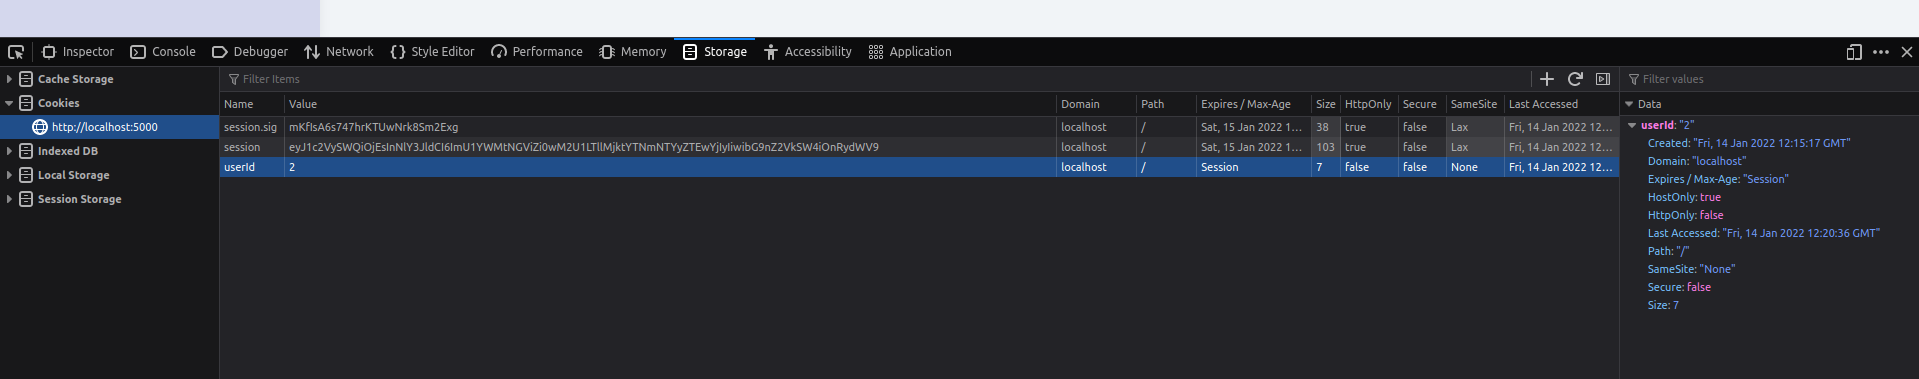 Inspector Console Debugger Network Style Editor Performance Memory Storage Accessibility Application
Cache Storage
Cookies
http://localhost:5000
Indexed DB
Local Storage
Session Storage
Filter Items
Name Value Domain Path Expires / Max-Age Size HttpOnly Secure SameSite Last Accessed
session.sig mKfIsA6s747hrKTUwNrk8Sm2Exg localhost / Sat, 15 Jan 2022 1... 38 true false Lax Fri, 14 Jan 2022 12:...
session localhost / Sat, 15 Jan 2022 1... 103 true false Lax Fri, 14 Jan 2022 12:...
userId 2 localhost / Session 7 false false None Fri, 14 Jan 2022 12:...
Filter values
Data
userId: "2"
Created: "Fri, 14 Jan 2022 12:15:17 GMT"
Domain: "localhost"
Expires / Max-Age: "Session"
HostOnly: true
HttpOnly: false
Last Accessed: "Fri, 14 Jan 2022 12:20:36 GMT"
Path: "/"
SameSite: "None"
Secure: false
Size: 7